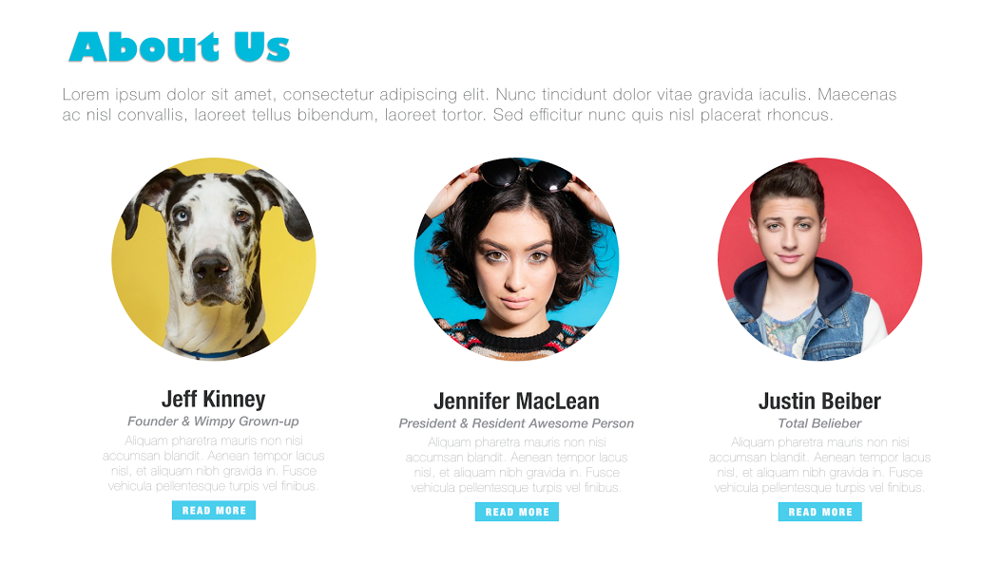 About Us
Lorem ipsum dolor sit amet, consectetur adipiscing elit. Nunc tincidunt dolor vitae gravida iaculis. Maecenas
ac nisl convallis, laoreet tellus bibendum, laoreet tortor. Sed efficitur nunc quis nisl placerat rhoncus.
Jeff Kinney
Founder & Wimpy Grown-up
Aliquam pharetra mauris non nisi
accumsan blandit. Aenean tempor lacus
nisl, et aliquam nibh gravida in. Fusce
vehicula pellentesque turpis vel finibus.
READ MORE
Jennifer MacLean
President & Resident Awesome Person
Aliquam pharetra mauris non nisi
accumsan blandit. Aenean tempor lacus
nisl, et aliquam nibh gravida in. Fusce
vehicula pellentesque turpis vel finibus.
READ MORE
Justin Beiber
Total Belieber
Aliquam pharetra mauris non nisi
accumsan blandit. Aenean tempor lacus
nisl, et aliquam nibh gravida in. Fusce
vehicula pellentesque turpis vel finibus.
READ MORE